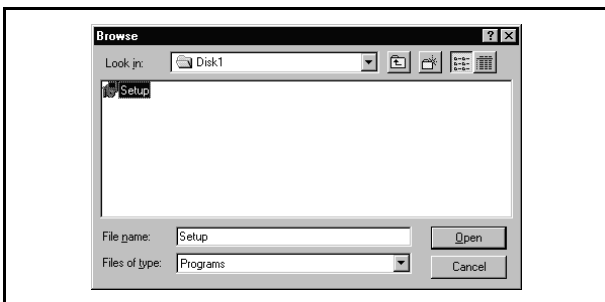 Browse
Look in: Disk1
Setup
File name: Setup
Open
Files of type: Programs
Cancel